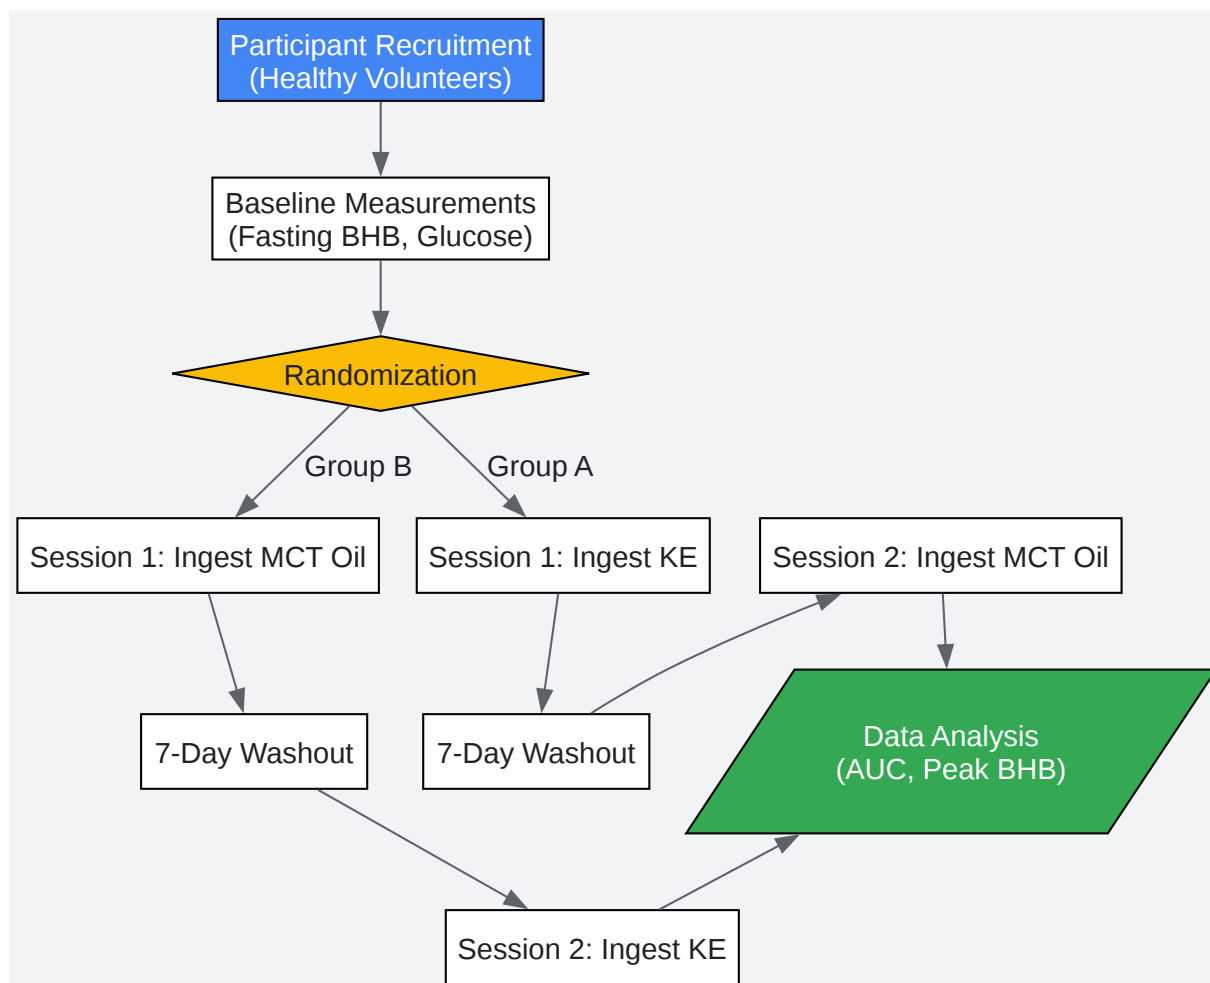 Participant Recruitment
(Healthy Volunteers)
Baseline Measurements
(Fasting BHB, Glucose)
Randomization
Group B
Group A
Session 1: Ingest MCT Oil
Session 1: Ingest KE
Session 2: Ingest MCT Oil
7-Day Washout
7-Day Washout
Data Analysis
(AUC, Peak BHB)
Session 2: Ingest KE